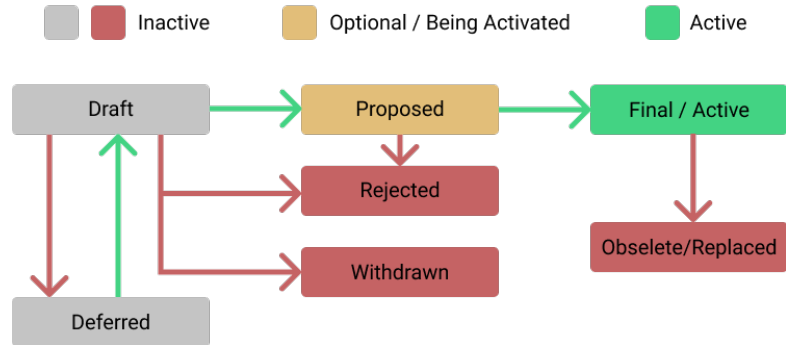 Inactive
Optional / Being Activated
Active
Draft
Proposed
Final / Active
Rejected
Obselete/Replaced
Withdrawn
Deferred